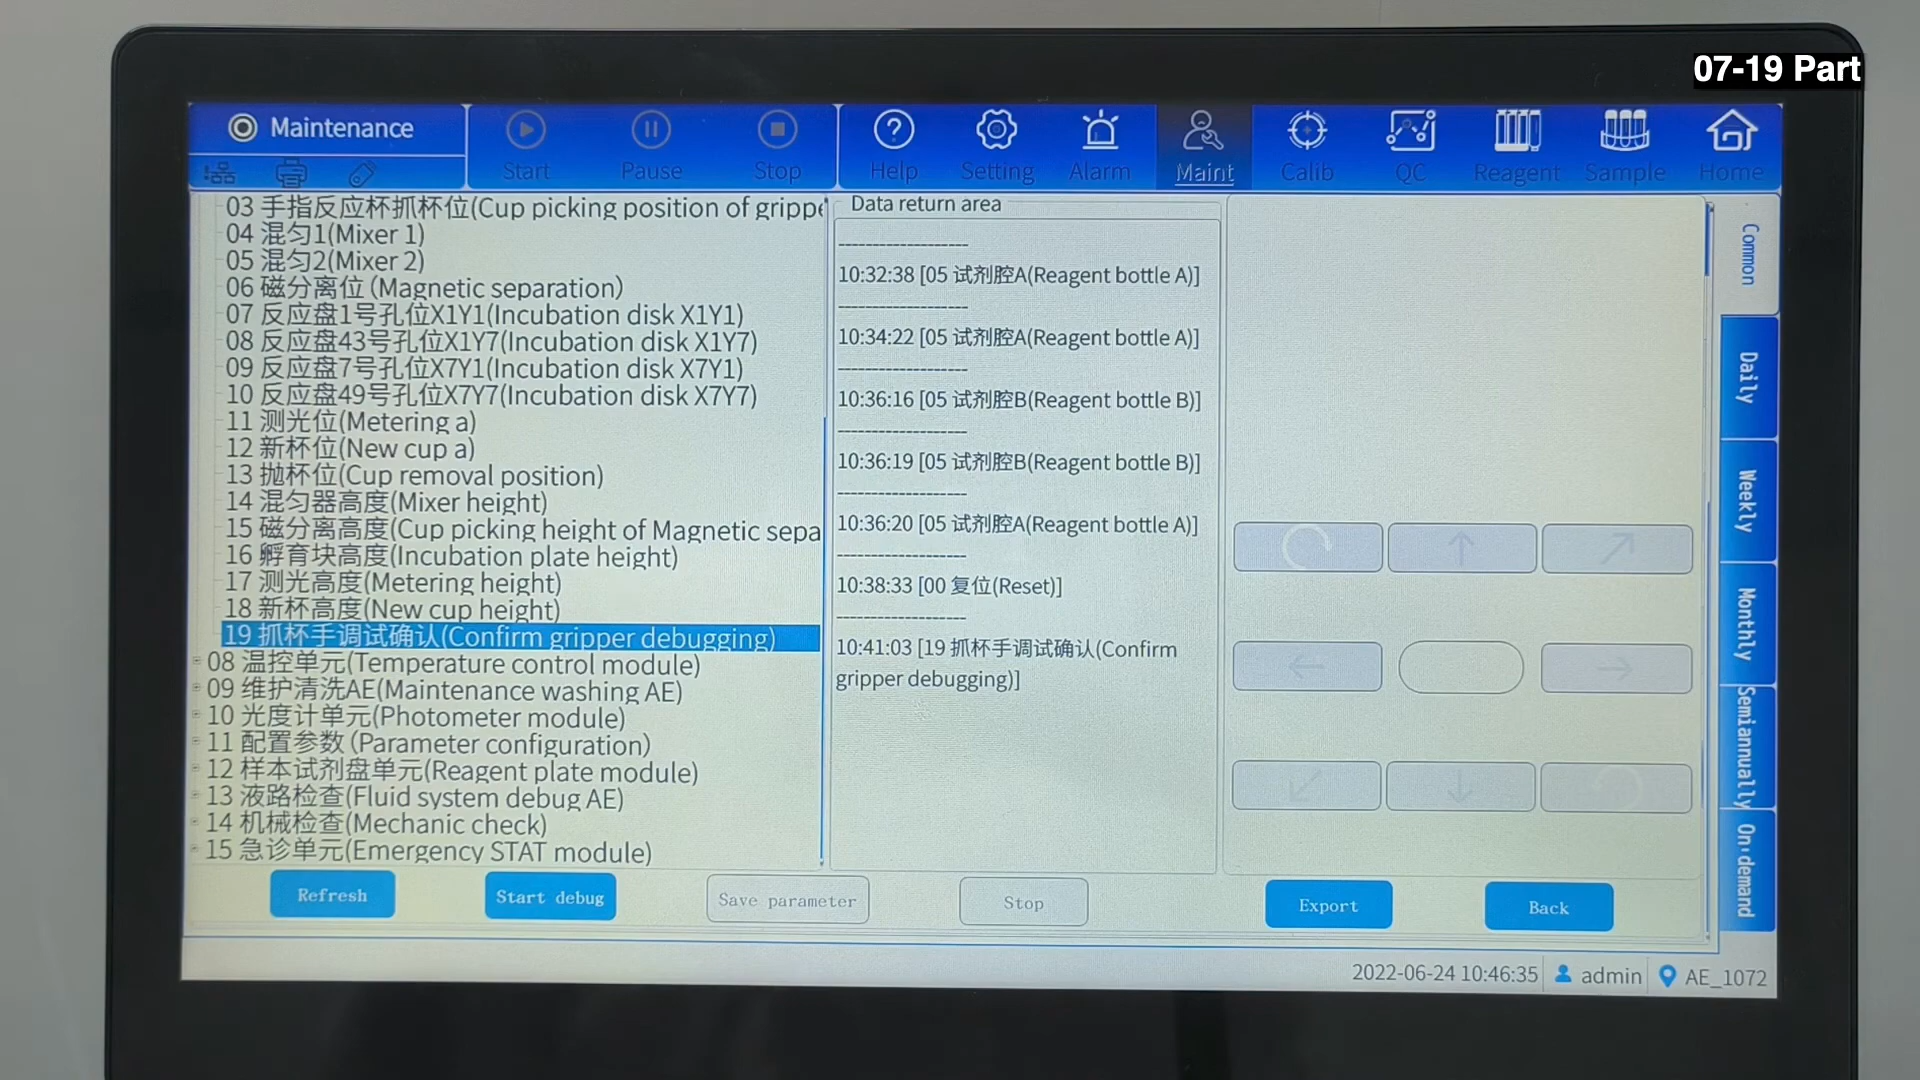 07-19 Part
Maintenance
Start
Pause
Stop
Help
Setting
Alarm
Maint
Calib
QC
Reagent
Sample
Home
03 手指反应杯抓杯位(Cup picking position of grippe
04 混匀1(Mixer 1)
05 混匀2(Mixer 2)
06 磁分离位(Magnetic separation)
07 反应盘1号孔位X1Y1(Incubation disk X1Y1)
08 反应盘43号孔位X1Y7(Incubation disk X1Y7)
09 反应盘7号孔位X7Y1(Incubation disk X7Y1)
10 反应盘49号孔位X7Y7(Incubation disk X7Y7)
11 测光位(Metering a)
12 新杯位(New cup a)
13 抛杯位(Cup removal position)
14 混匀器高度(Mixer height)
15 磁分离高度(Cup picking height of Magnetic sepa
16 孵育块高度(Incubation plate height)
17 测光高度(Metering height)
18 新杯高度(New cup height)
19 抓杯手调试确认(Confirm gripper debugging)
08 温控单元(Temperature control module)
09 维护清洗AE(Maintenance washing AE)
10 光度计单元(Photometer module)
11 配置参数(Parameter configuration)
12 样本试剂盘单元(Reagent plate module)
13 液路检查(Fluid system debug AE)
14 机械检查(Mechanic check)
15 急诊单元(Emergency STAT module)
Data return area
--------------------
10:32:38 [05 试剂腔A(Reagent bottle A)]
--------------------
10:34:22 [05 试剂腔A(Reagent bottle A)]
--------------------
10:36:16 [05 试剂腔B(Reagent bottle B)]
--------------------
10:36:19 [05 试剂腔B(Reagent bottle B)]
--------------------
10:36:20 [05 试剂腔A(Reagent bottle A)]
--------------------
10:38:33 [00 复位(Reset)]
--------------------
10:41:03 [19 抓杯手调试确认(Confirm
gripper debugging)]
Common
Daily
Weekly
Monthly
Semiannually
On-demand
Refresh
Start debug
Save parameter
Stop
Export
Back
2022-06-24 10:46:35
admin
AE_1072